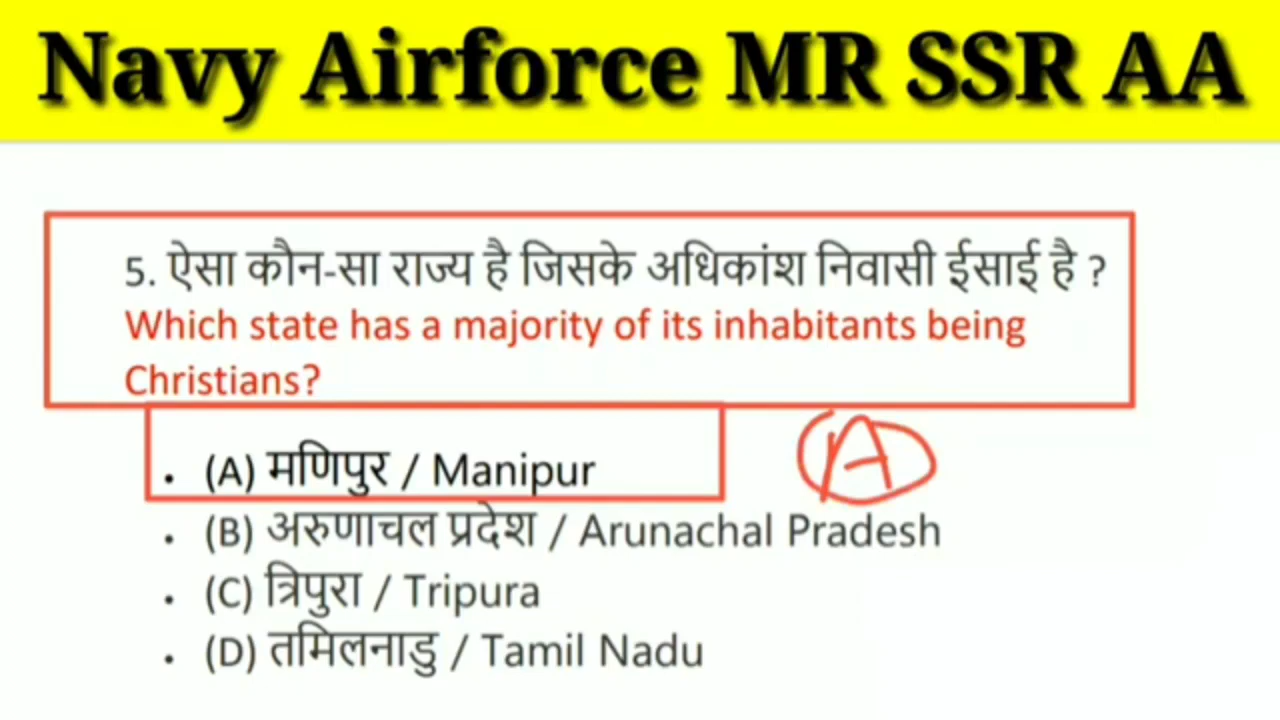 Navy Airforce MR SSR AA
5. ऐसा कौन-सा राज्य है जिसके अधिकांश निवासी ईसाई है ?
Which state has a majority of its inhabitants being
Christians?
• (A) मणिपुर / Manipur
A
• (B) अरुणाचल प्रदेश / Arunachal Pradesh
• (C) त्रिपुरा / Tripura
• (D) तमिलनाडु / Tamil Nadu